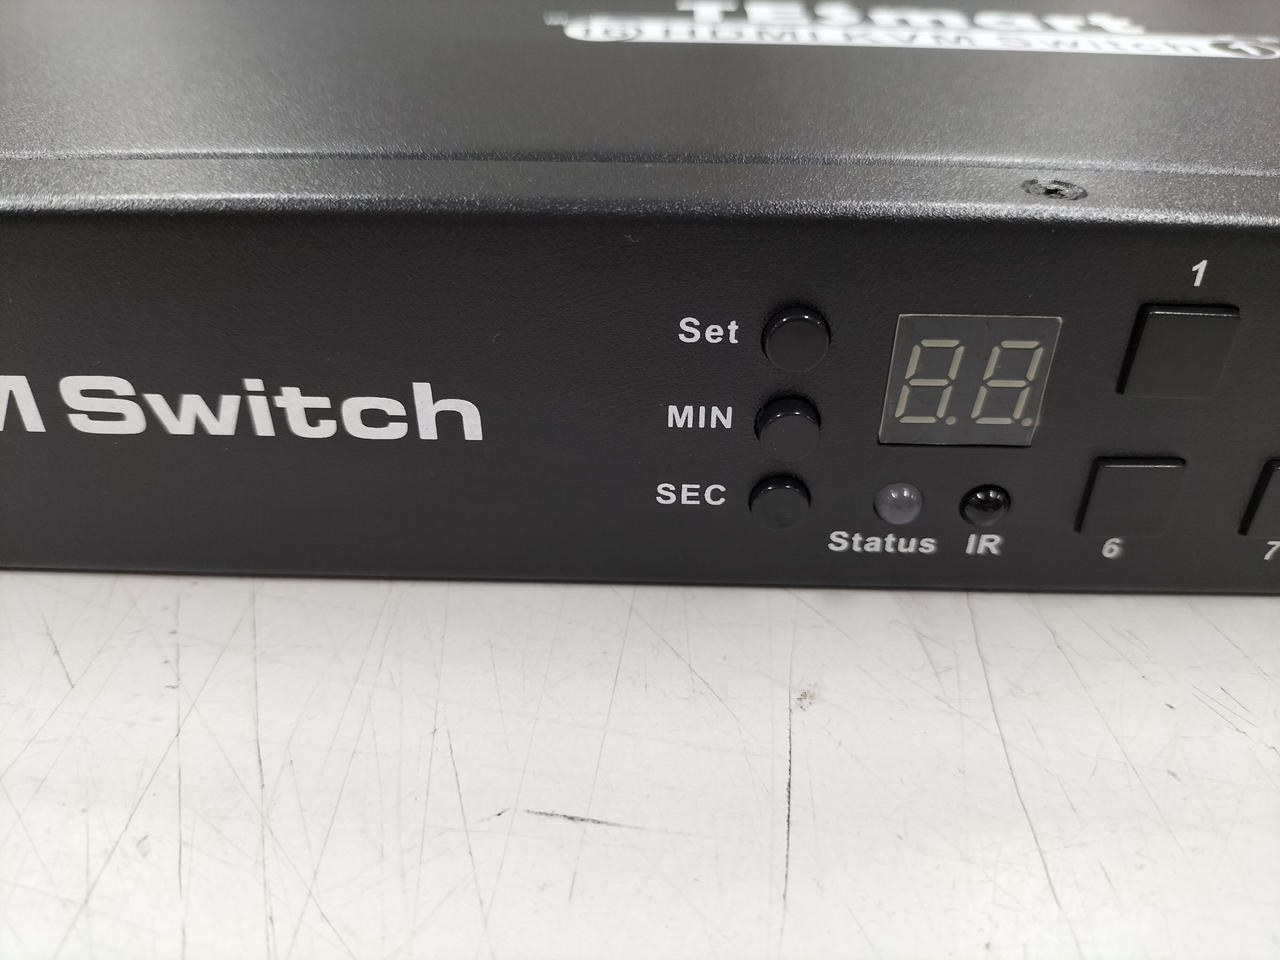 TESmart
16 HDMI KVM Switch 1
1
Set
MIN
M Switch
SEC
Status IR
6
7